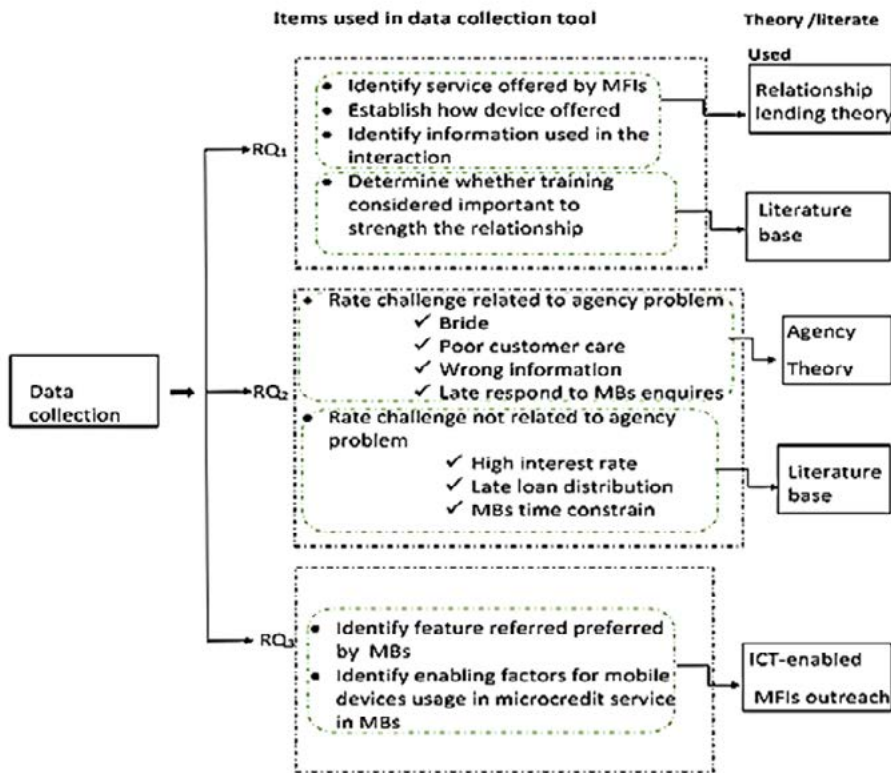 Items used in data collection tool
Theory /literate
Used
• Identify service offered by MFIs
• Establish how device offered
• Identify information used in the
interaction
Relationship
lending theory
RQ1
• Determine whether training
considered important to
strength the relationship
Literature
base
• Rate challenge related to agency problem
✓ Bride
✓ Poor customer care
✓ Wrong information
✓ Late respond to MBs enquires
Agency
Theory
Data
collection
RQ2
• Rate challenge not related to agency
problem
✓ High interest rate
✓ Late loan distribution
✓ MBs time constrain
Literature
base
RQ3
• Identify feature referred preferred
by MBs
• Identify enabling factors for mobile
devices usage in microcredit service
in MBs
ICT-enabled
MFIs outreach